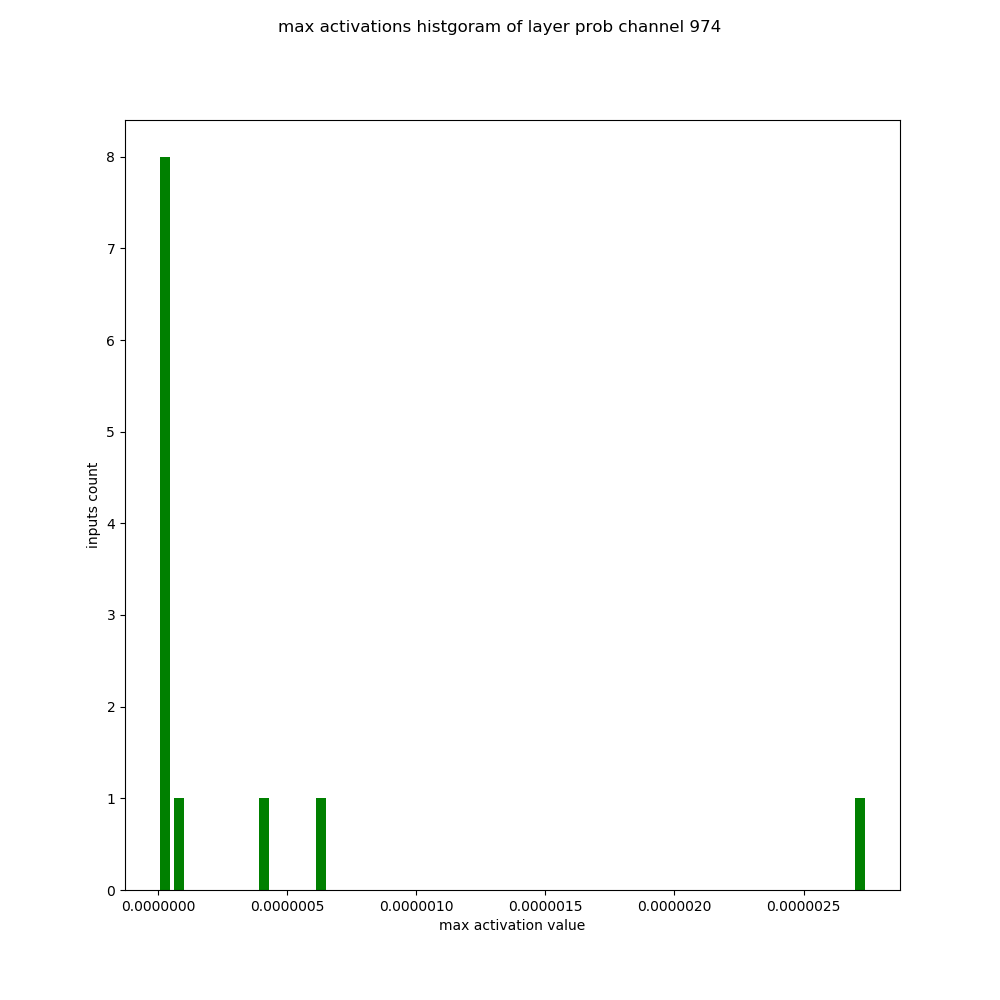 max activations histgoram of layer prob channel 974
8
7
6
5
4
3
2
1
0
inputs count
0.0000000 0.0000005 0.0000010 0.0000015 0.0000020 0.0000025
max activation value